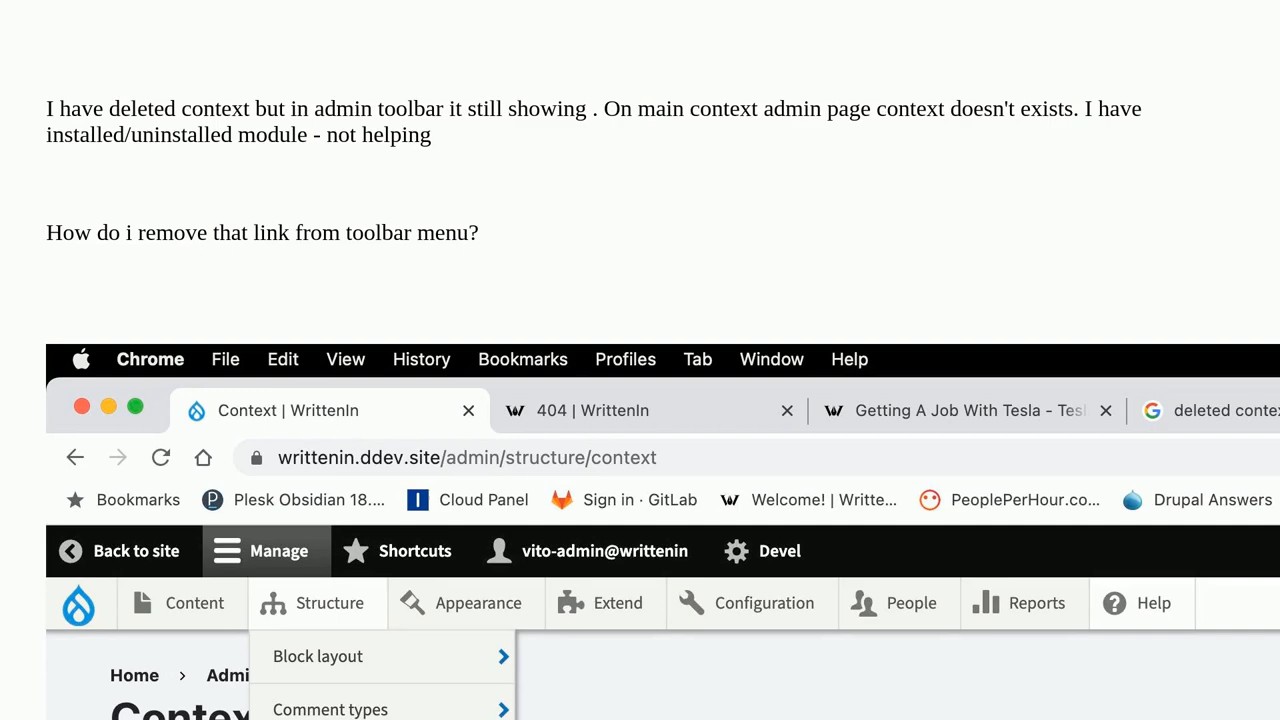 I have deleted context but in admin toolbar it still showing . On main context admin page context doesn't exists. I have
installed/uninstalled module - not helping
How do i remove that link from toolbar menu?
Chrome File Edit View History Bookmarks Profiles Tab Window Help
Context | WrittenIn 404 | WrittenIn Getting A Job With Tesla - Tes deleted conte
writtenin.ddev.site/admin/structure/context
Bookmarks Plesk Obsidian 18.... Cloud Panel Sign in · GitLab Welcome! | Writte... PeoplePerHour.co... Drupal Answers
Back to site Manage Shortcuts vito-admin@writtenin Devel
Content Structure Appearance Extend Configuration People Reports Help
Block layout
Home › Admi
Comment types
Contex